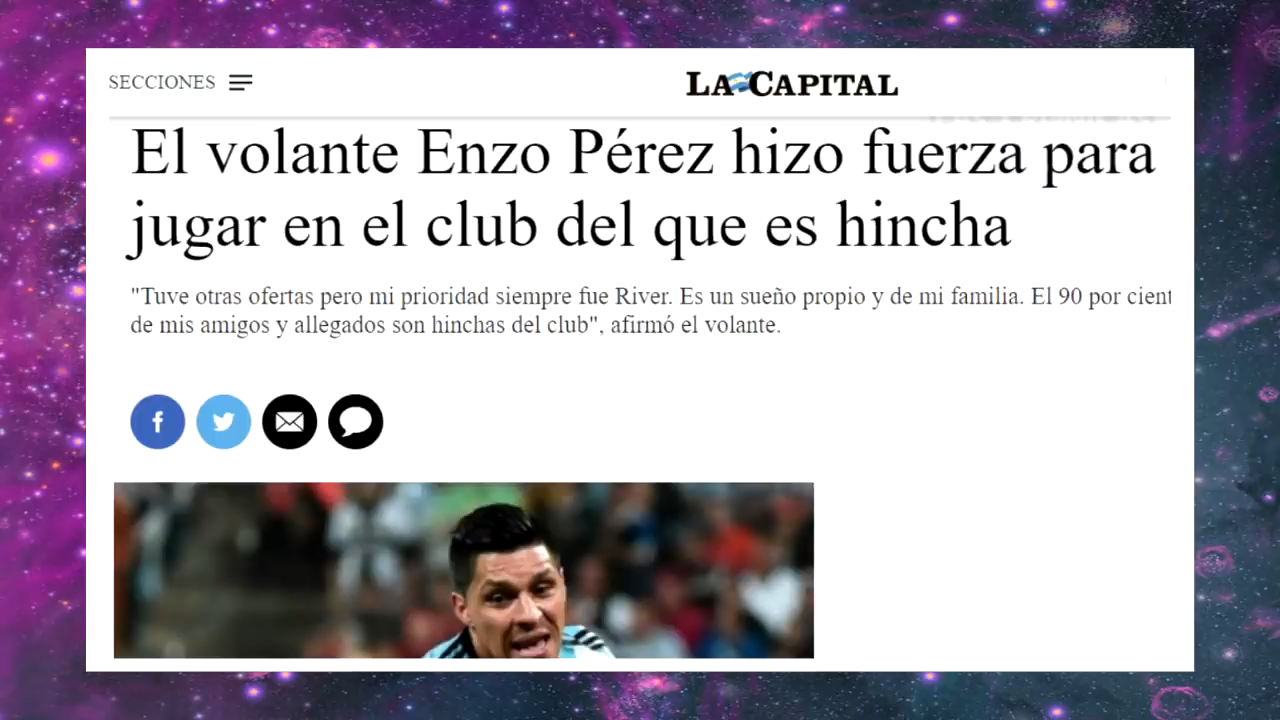 SECCIONES
LA CAPITAL
El volante Enzo Pérez hizo fuerza para
jugar en el club del que es hincha
"Tuve otras ofertas pero mi prioridad siempre fue River. Es un sueño propio y de mi familia. El 90 por cient
de mis amigos y allegados son hinchas del club", afirmó el volante.